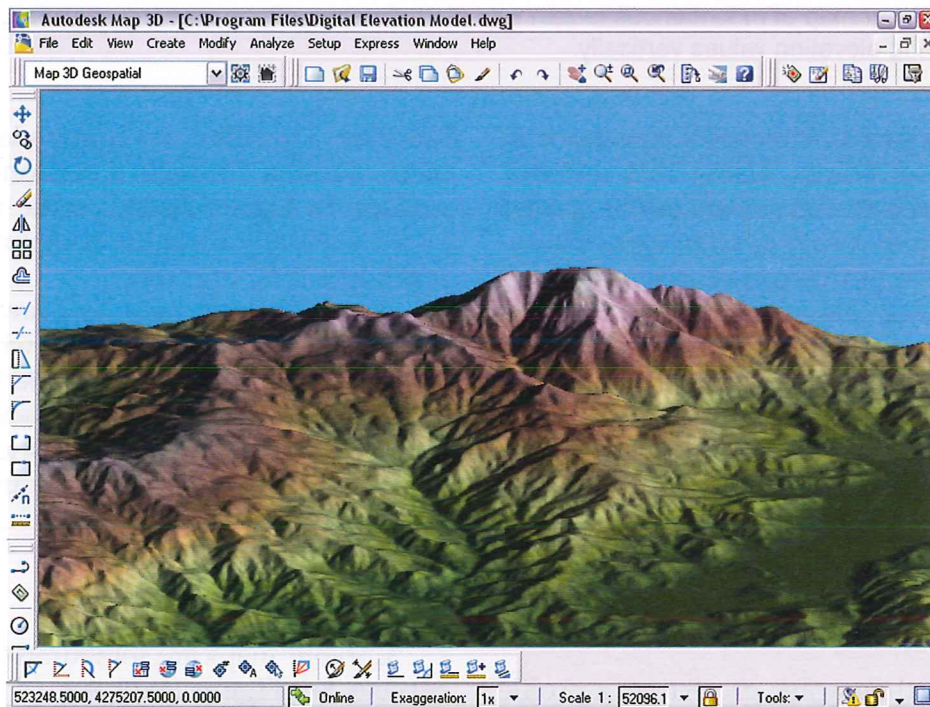 Autodesk Map 3D - [C:\Program Files\Digital Elevation Model.dwg]
File Edit View Create Modify Analyze Setup Express Window Help
Map 3D Geospatial
523248.5000, 4275207.5000, 0.0000 Online Exaggeration: 1x Scale 1: 52096.1 Tools: